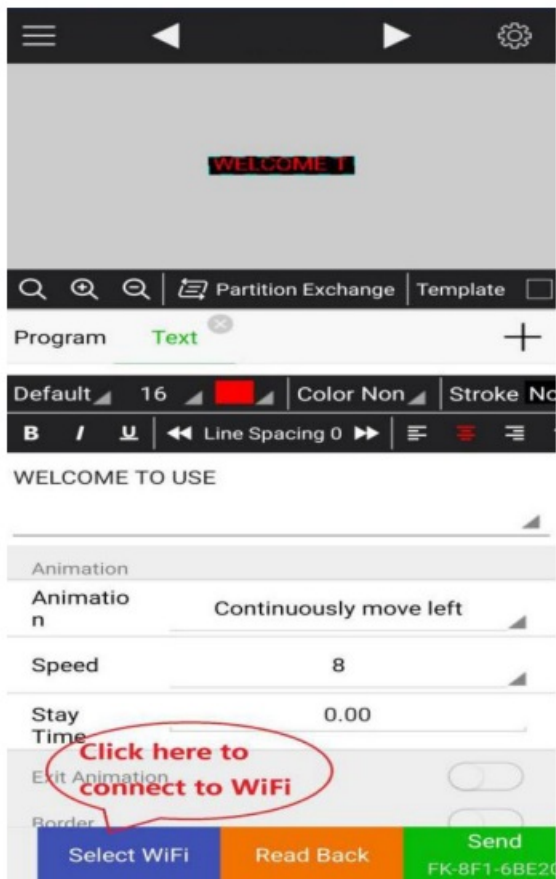 WELCOME T
Partition Exchange Template
Program Text
Default 16 Color Non Stroke No
B I U Line Spacing 0
WELCOME TO USE
Animation
Animatio
n
Continuously move left
Speed 8
Stay
Time
0.00
Click here to
connect to WiFi
Exit Animation
Border
Select WiFi Read Back Send
FK-8F1-6BE20